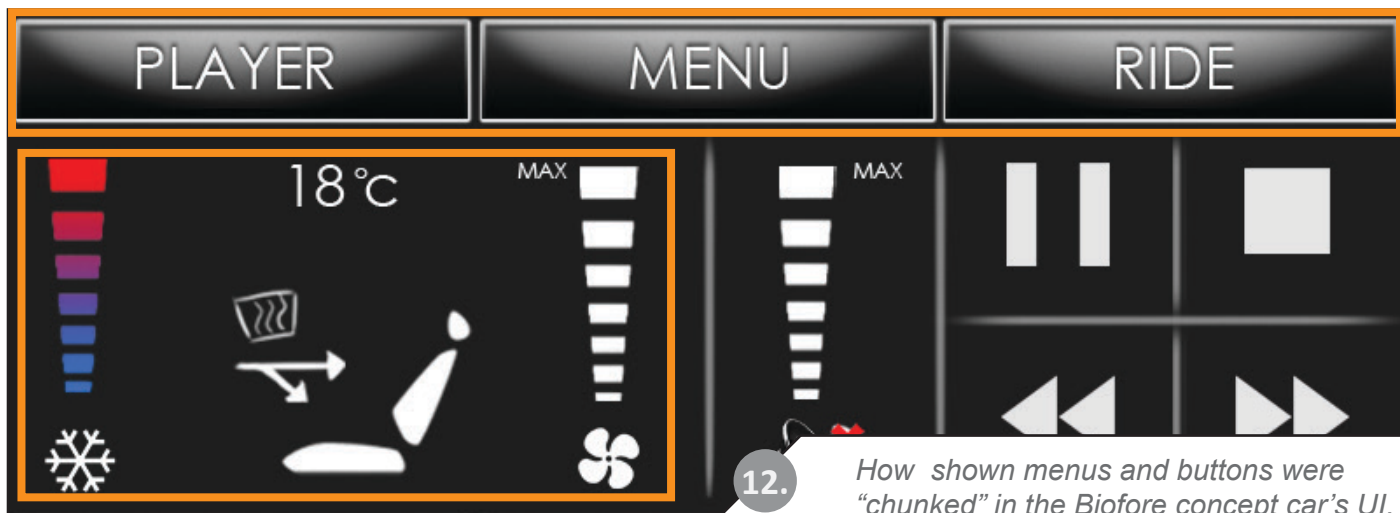 PLAYER MENU RIDE
18°C MAX MAX
12. How shown menus and buttons were
“chunked” in the Biofore concept car’s UI.